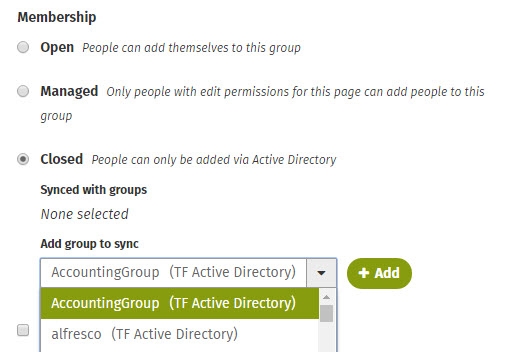 Membership
Open People can add themselves to this group
Managed Only people with edit permissions for this page can add people to this
group
Closed People can only be added via Active Directory
Synced with groups
None selected
Add group to sync
AccountingGroup (TF Active Directory)
+ Add
AccountingGroup (TF Active Directory)
alfresco (TF Active Directory)